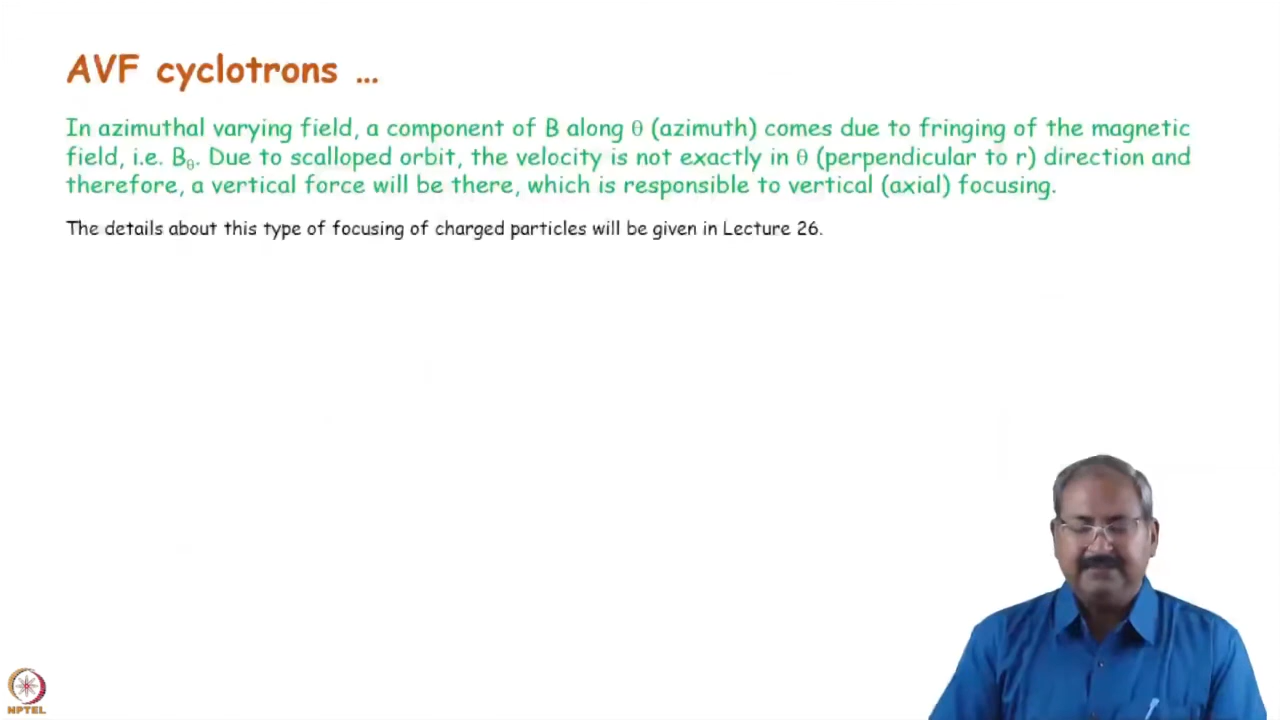 AVF cyclotrons …
In azimuthal varying field, a component of B along θ (azimuth) comes due to fringing of the magnetic
field, i.e. Bθ. Due to scalloped orbit, the velocity is not exactly in θ (perpendicular to r) direction and
therefore, a vertical force will be there, which is responsible to vertical (axial) focusing.
The details about this type of focusing of charged particles will be given in Lecture 26.
NPTEL